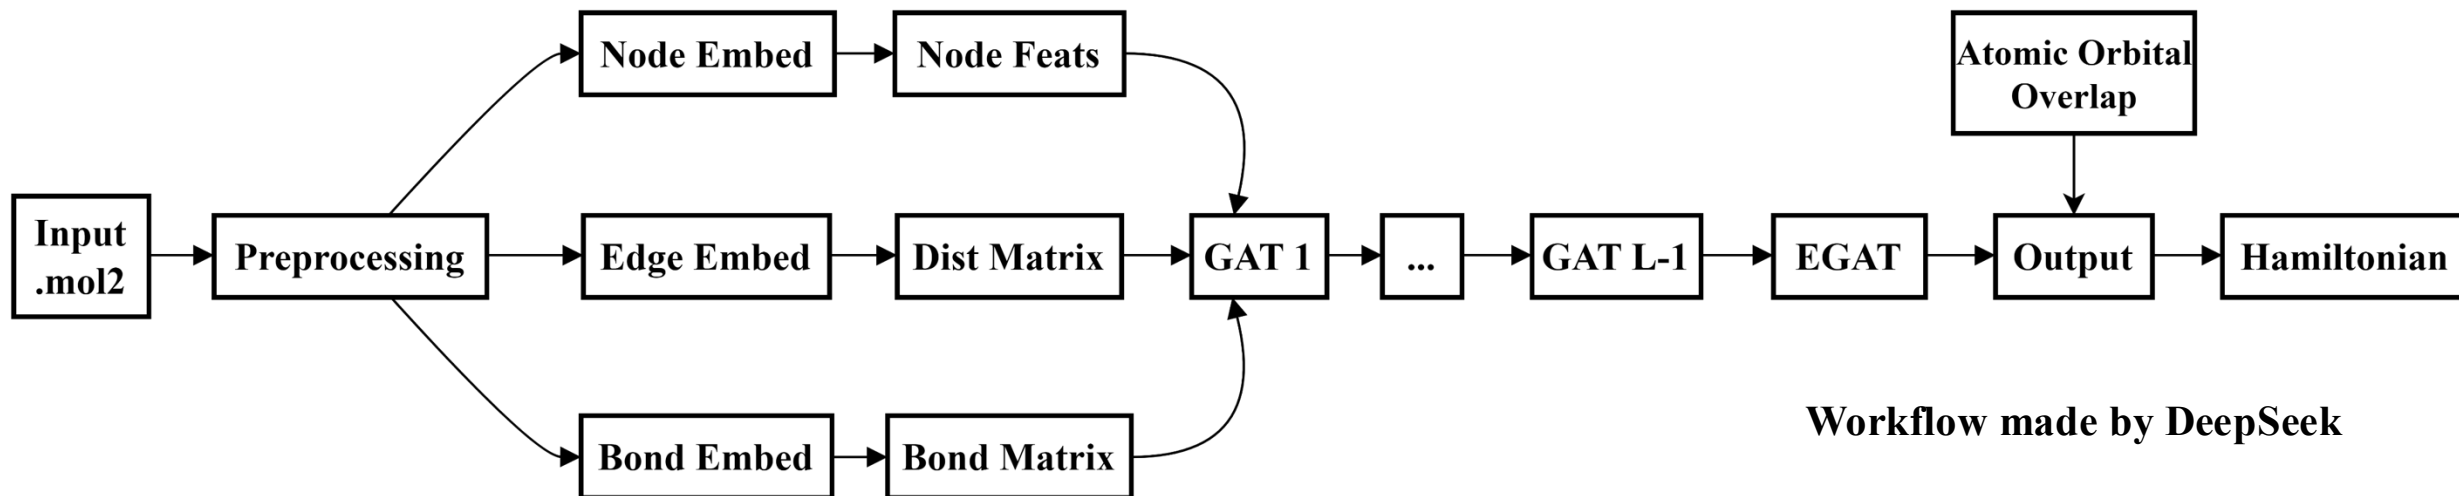 Input
.mol2
Preprocessing
Node Embed
Node Feats
Edge Embed
Dist Matrix
Bond Embed
Bond Matrix
GAT 1
...
GAT L-1
EGAT
Atomic Orbital
Overlap
Output
Hamiltonian
Workflow made by DeepSeek